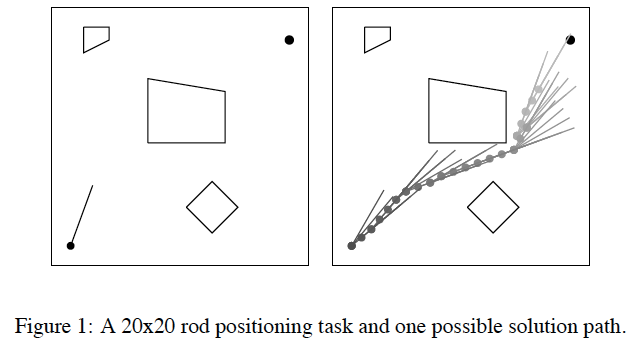 Figure 1: A 20x20 rod positioning task and one possible solution path.